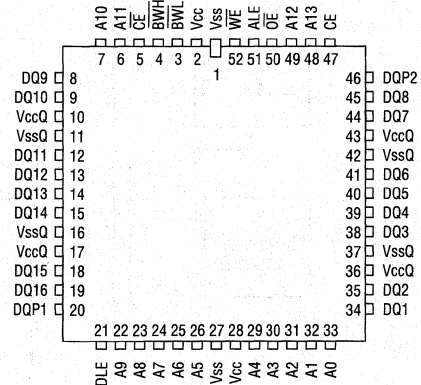 A10 A11 CE BWH BWL Vcc Vss WE ALE OE A12 A13 CE
7 6 5 4 3 2 1 52 51 50 49 48 47
DQ9 8 46 DQP2
DQ10 9 45 DQ8
VccQ 10 44 DQ7
VssQ 11 43 VccQ
DQ11 12 42 VssQ
DQ12 13 41 DQ6
DQ13 14 40 DQ5
DQ14 15 39 DQ4
VssQ 16 38 DQ3
VccQ 17 37 VssQ
DQ15 18 36 VccQ
DQ16 19 35 DQ2
DQP1 20 34 DQ1
21 22 23 24 25 26 27 28 29 30 31 32 33
DLE A9 A8 A7 A6 A5 Vss Vcc A4 A3 A2 A1 A0